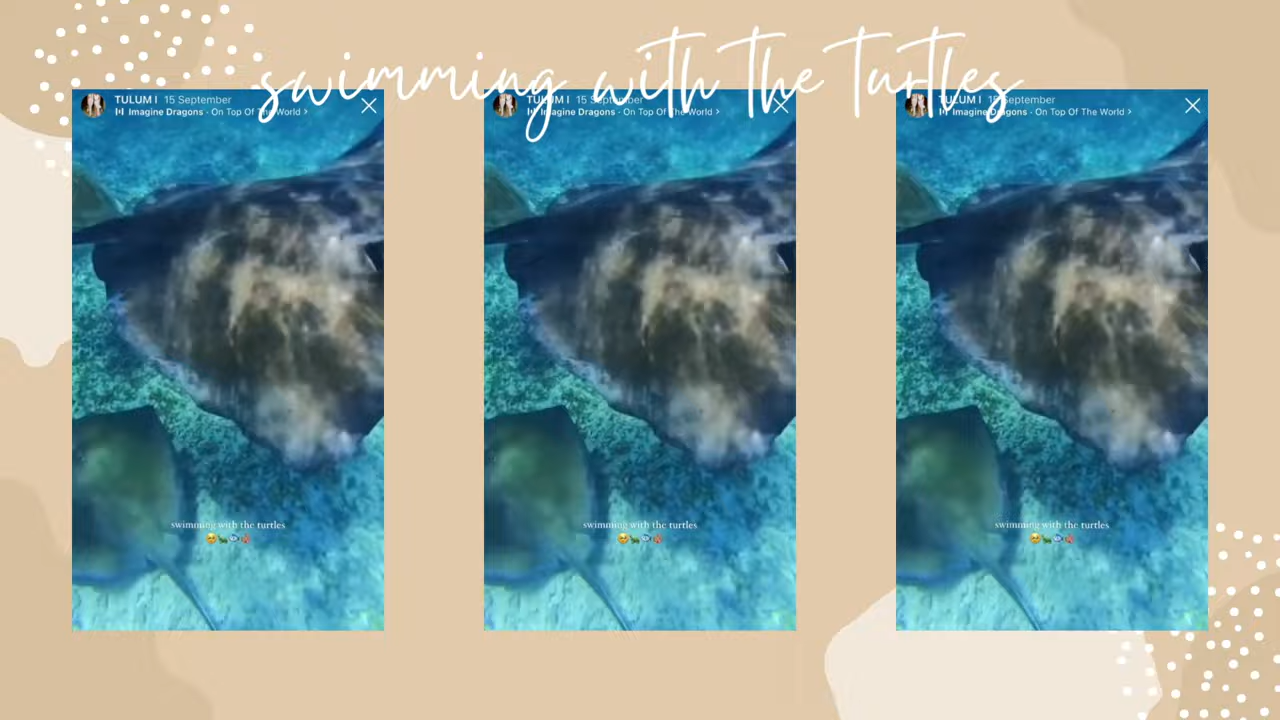 swimming with the turtles
TULUM I 15 September
Imagine Dragons · On Top Of The World >
swimming with the turtles
TULUM I 15 September
Imagine Dragons · On Top Of The World >
swimming with the turtles
TULUM I 15 September
Imagine Dragons · On Top Of The World >
swimming with the turtles